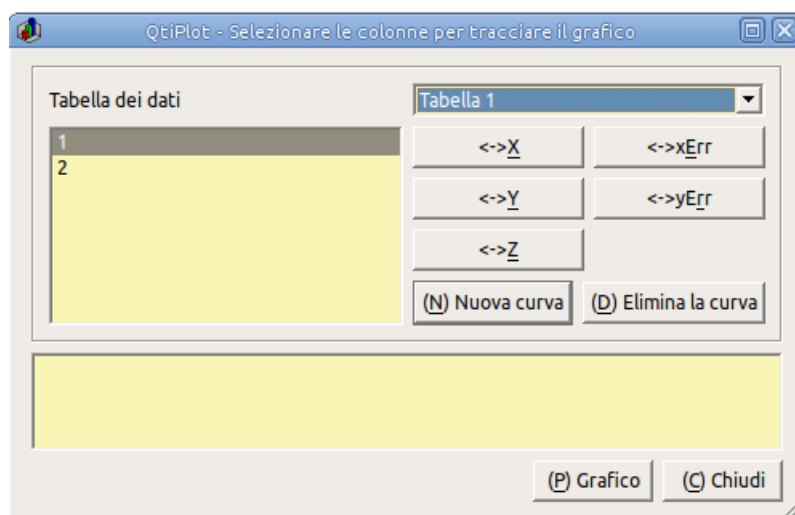 QtiPlot - Selezionare le colonne per tracciare il grafico
Tabella dei dati
Tabella 1
1
2
<->X
<->xErr
<->Y
<->yErr
<->Z
(N) Nuova curva
(D) Elimina la curva
(P) Grafico
(C) Chiudi